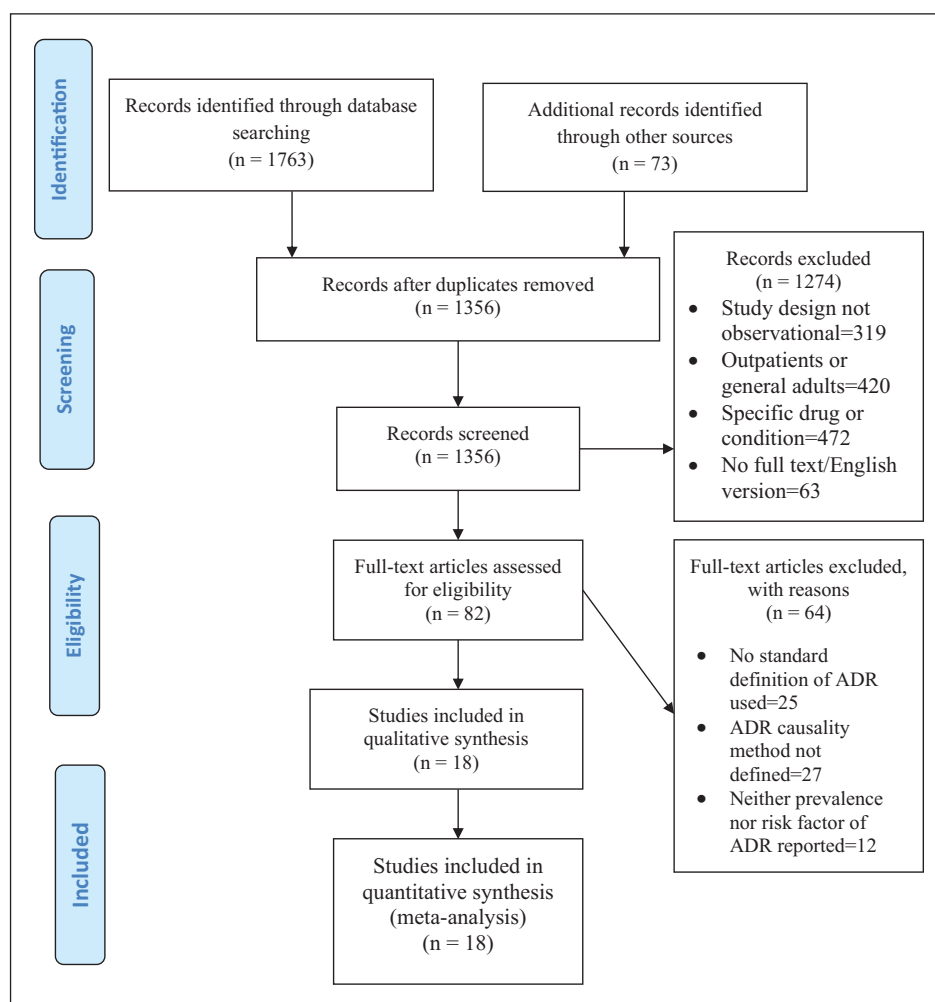 Identification
Records identified through database
searching
(n = 1763)
Additional records identified
through other sources
(n = 73)
Screening
Records after duplicates removed
(n = 1356)
Records screened
(n = 1356)
Records excluded
(n = 1274)
• Study design not
observational=319
• Outpatients or
general adults=420
• Specific drug or
condition=472
• No full text/English
version=63
Eligibility
Full-text articles assessed
for eligibility
(n = 82)
Full-text articles excluded,
with reasons
(n = 64)
• No standard
definition of ADR
used=25
• ADR causality
method not
defined=27
• Neither prevalence
nor risk factor of
ADR reported=12
Studies included in
qualitative synthesis
(n = 18)
Included
Studies included in
quantitative synthesis
(meta-analysis)
(n = 18)